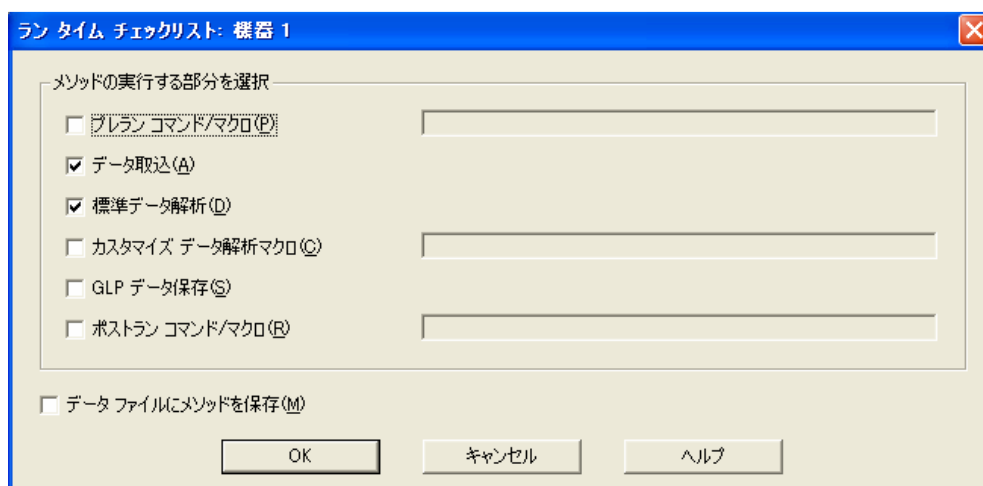 ラン タイム チェックリスト: 機器 1
メソッドの実行する部分を選択
プレラン コマンド/マクロ(P)
データ取込(A)
標準データ解析(D)
カスタマイズ データ解析マクロ(C)
GLP データ保存(S)
ポストラン コマンド/マクロ(R)
データ ファイルにメソッドを保存(M)
OK キャンセル ヘルプ